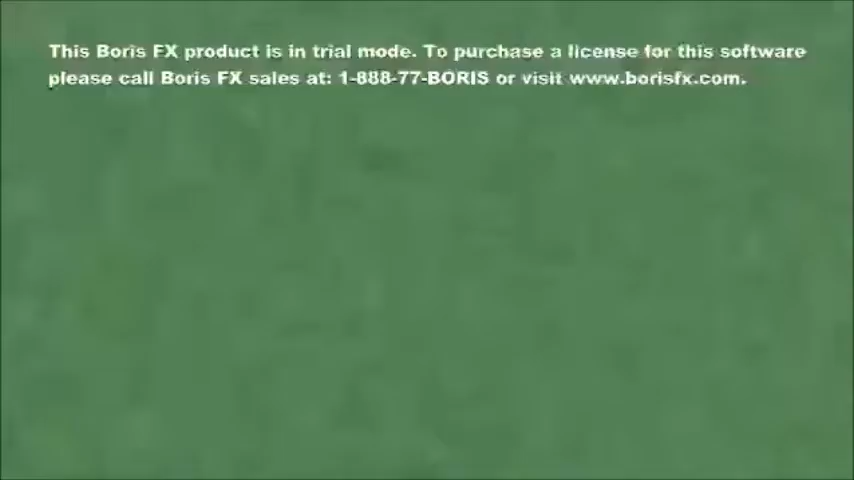 This Boris FX product is in trial mode. To purchase a license for this software
please call Boris FX sales at: 1-888-77-BORIS or visit www.borisfx.com.